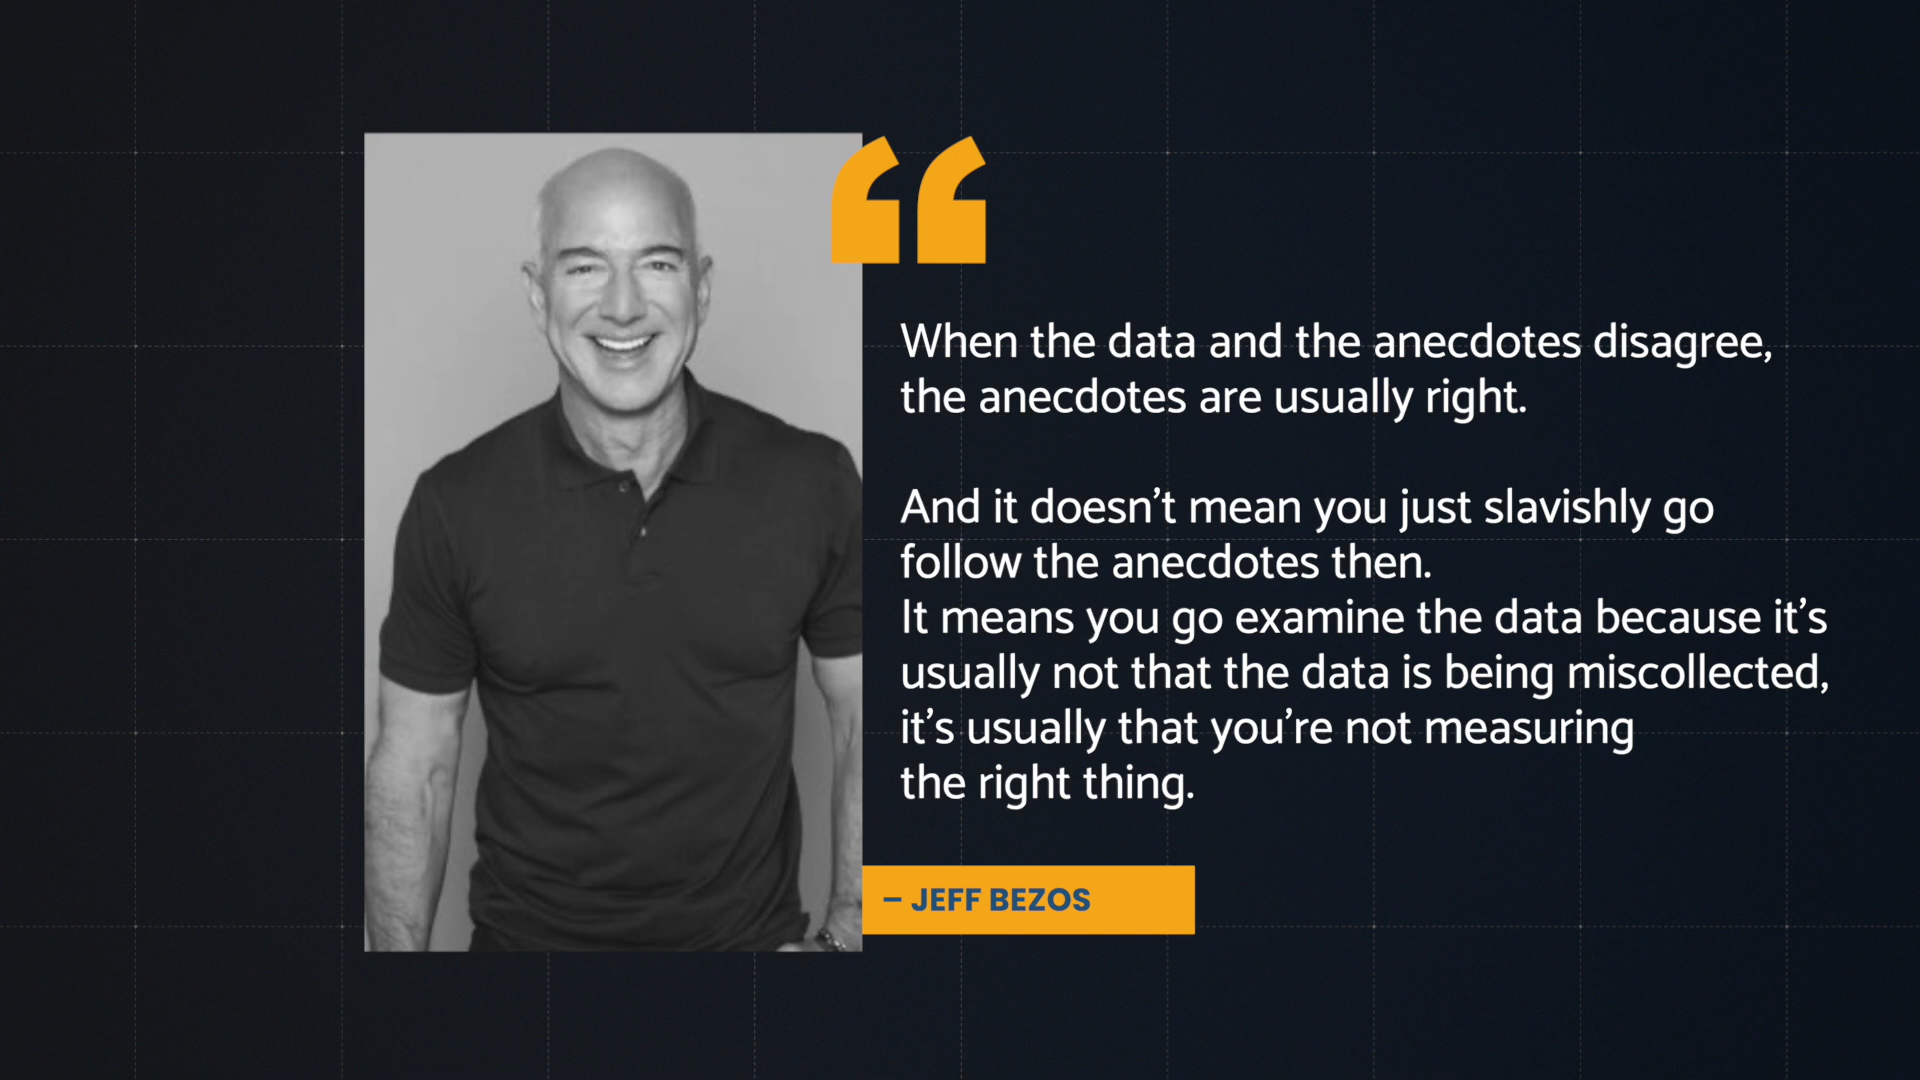 “
When the data and the anecdotes disagree,
the anecdotes are usually right.
And it doesn’t mean you just slavishly go
follow the anecdotes then.
It means you go examine the data because it’s
usually not that the data is being miscollected,
it’s usually that you’re not measuring
the right thing.
– JEFF BEZOS